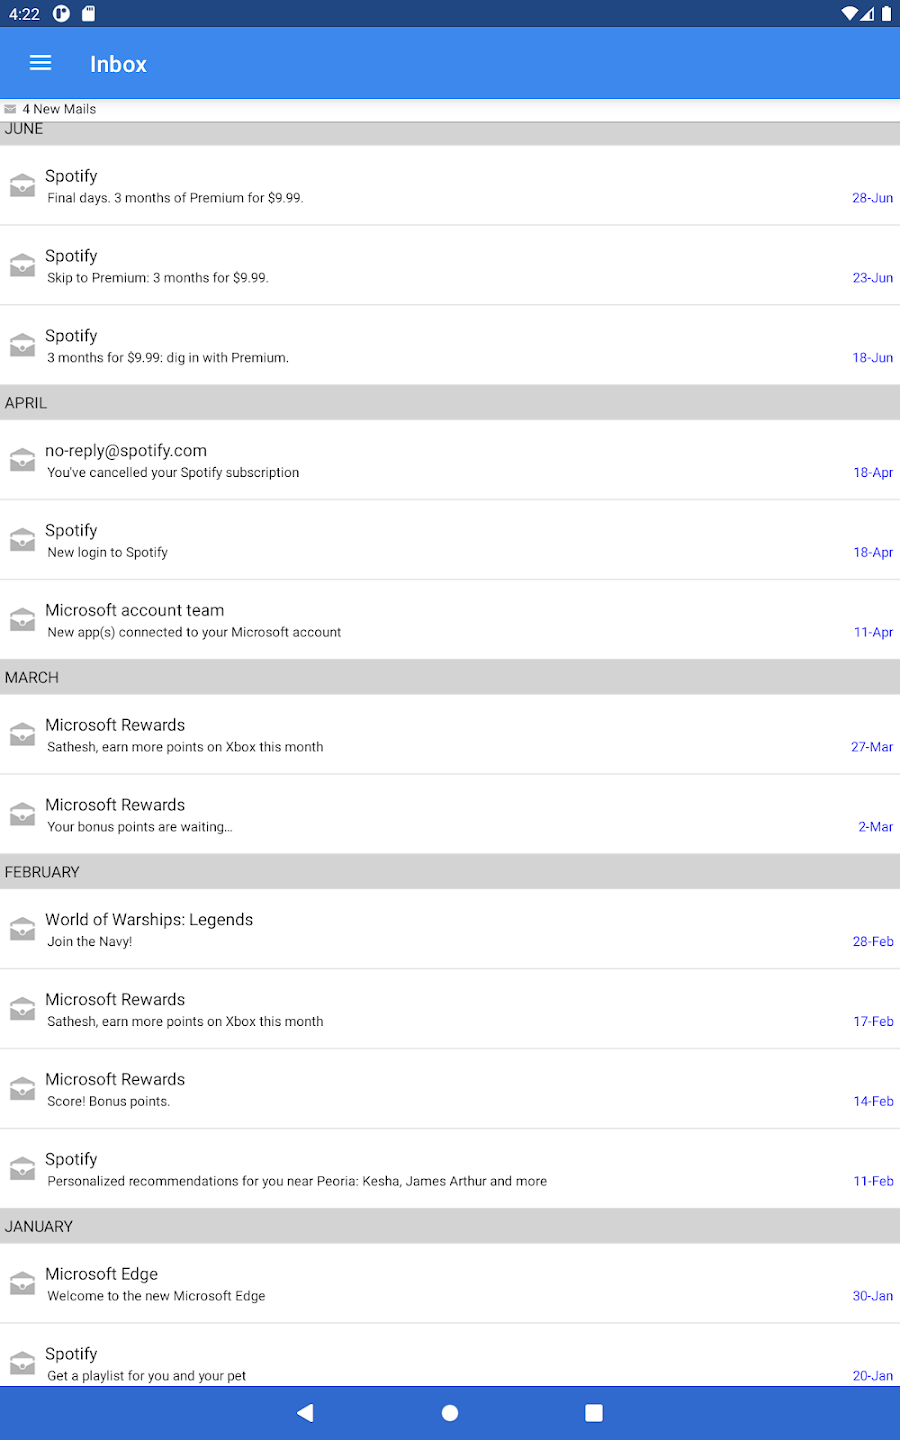 4:22
Inbox
4 New Mails
JUNE
Spotify
Final days. 3 months of Premium for $9.99.
28-Jun
Spotify
Skip to Premium: 3 months for $9.99.
23-Jun
Spotify
3 months for $9.99: dig in with Premium.
18-Jun
APRIL
no-reply@spotify.com
You've cancelled your Spotify subscription
18-Apr
Spotify
New login to Spotify
18-Apr
Microsoft account team
New app(s) connected to your Microsoft account
11-Apr
MARCH
Microsoft Rewards
Sathesh, earn more points on Xbox this month
27-Mar
Microsoft Rewards
Your bonus points are waiting...
2-Mar
FEBRUARY
World of Warships: Legends
Join the Navy!
28-Feb
Microsoft Rewards
Sathesh, earn more points on Xbox this month
17-Feb
Microsoft Rewards
Score! Bonus points.
14-Feb
Spotify
Personalized recommendations for you near Peoria: Kesha, James Arthur and more
11-Feb
JANUARY
Microsoft Edge
Welcome to the new Microsoft Edge
30-Jan
Spotify
Get a playlist for you and your pet
20-Jan